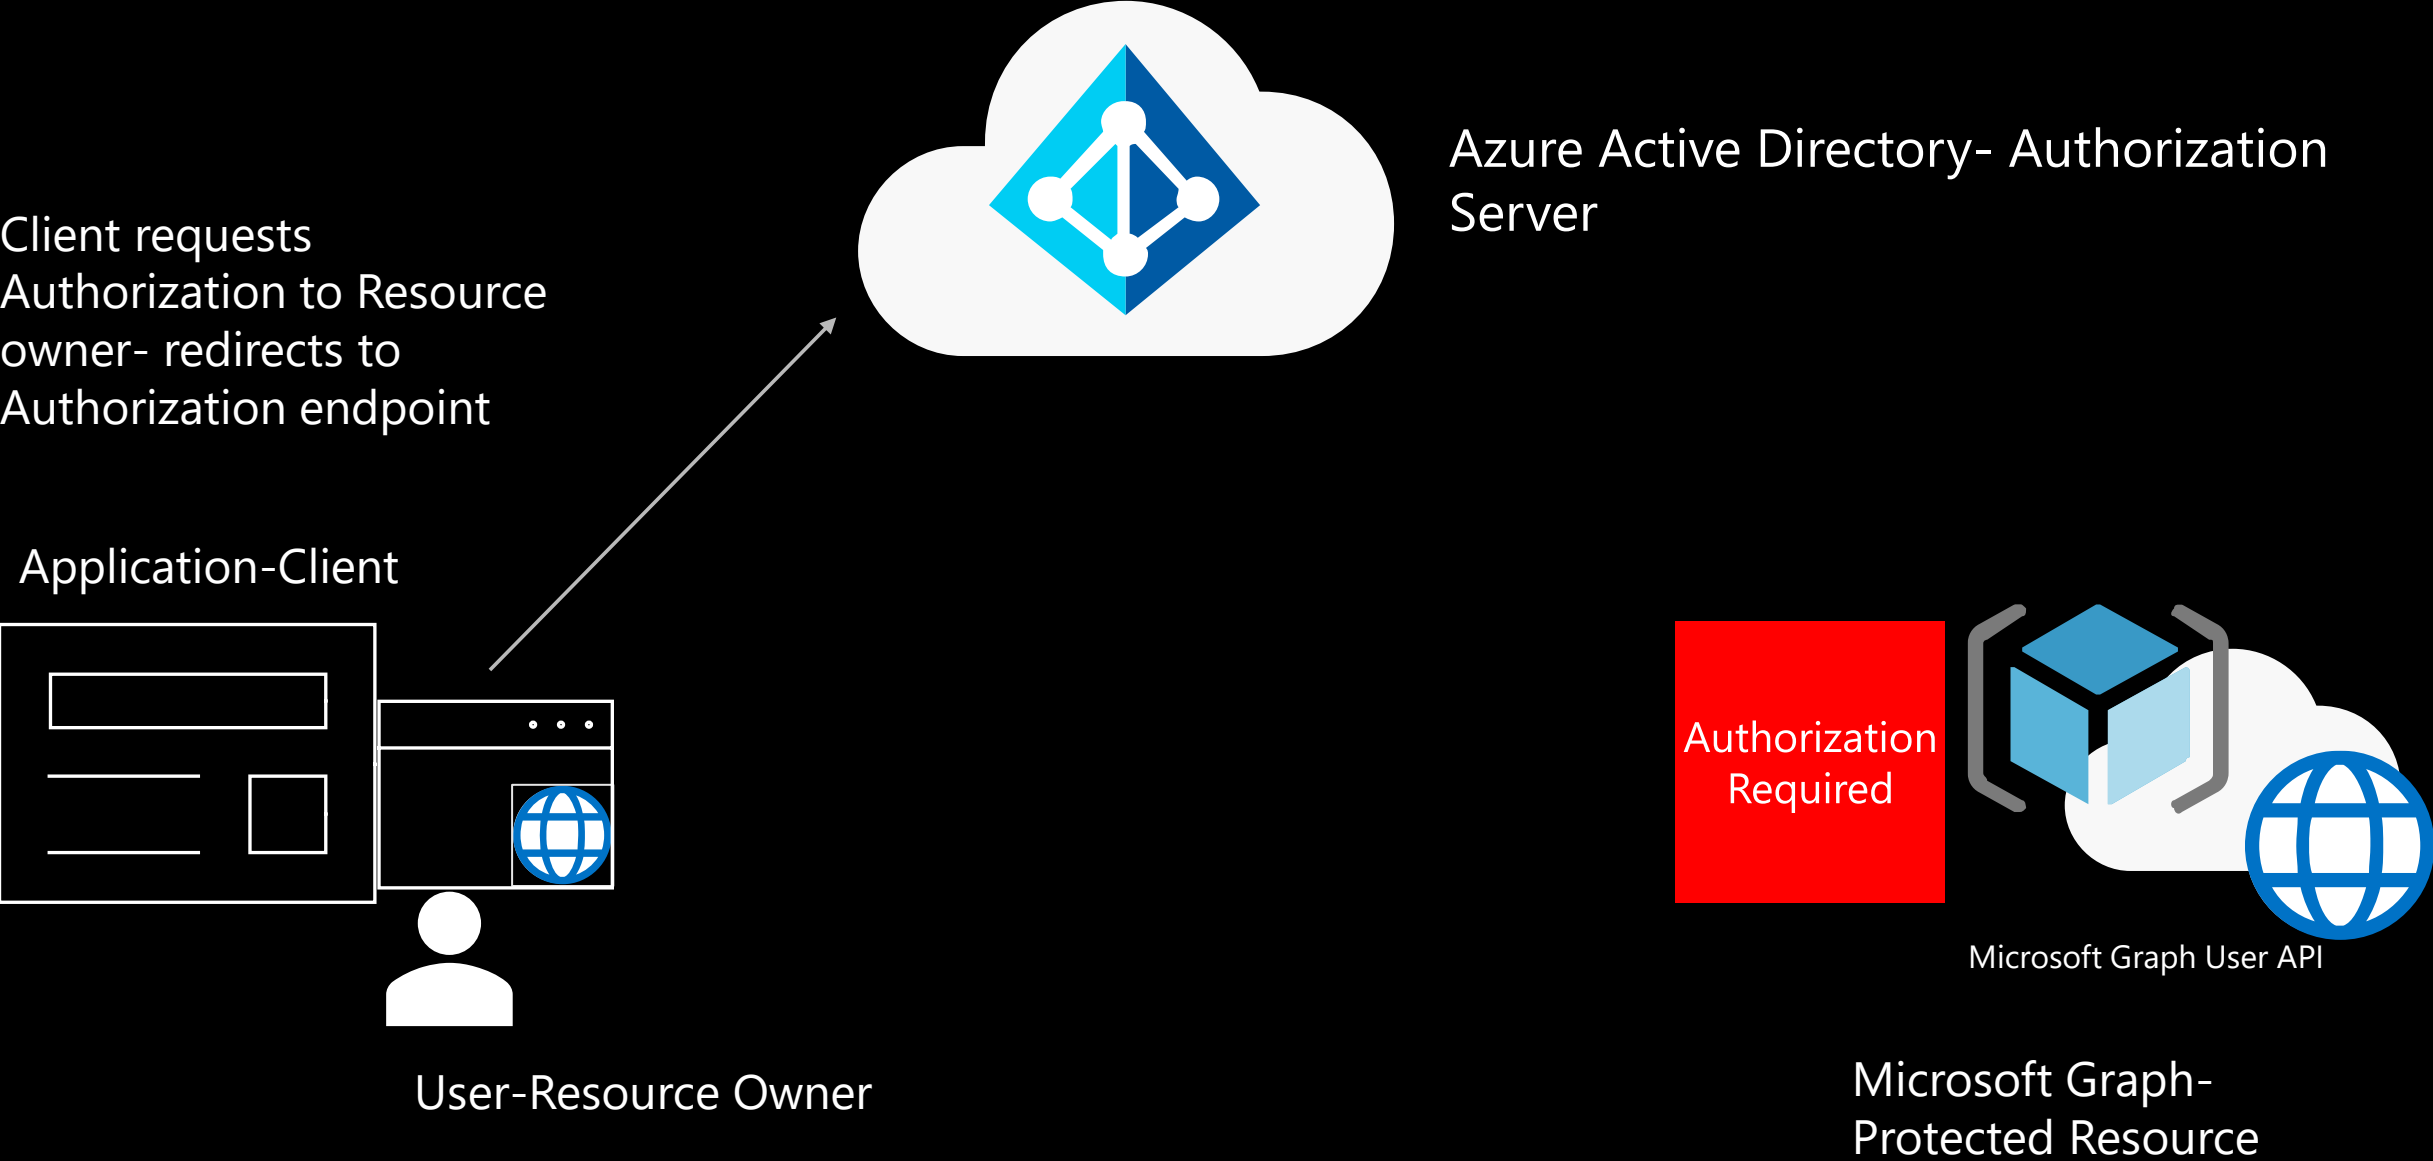 Azure Active Directory- Authorization
Server
Client requests
Authorization to Resource
owner- redirects to
Authorization endpoint
Application-Client
Authorization
Required
Microsoft Graph User API
User-Resource Owner
Microsoft Graph-
Protected Resource